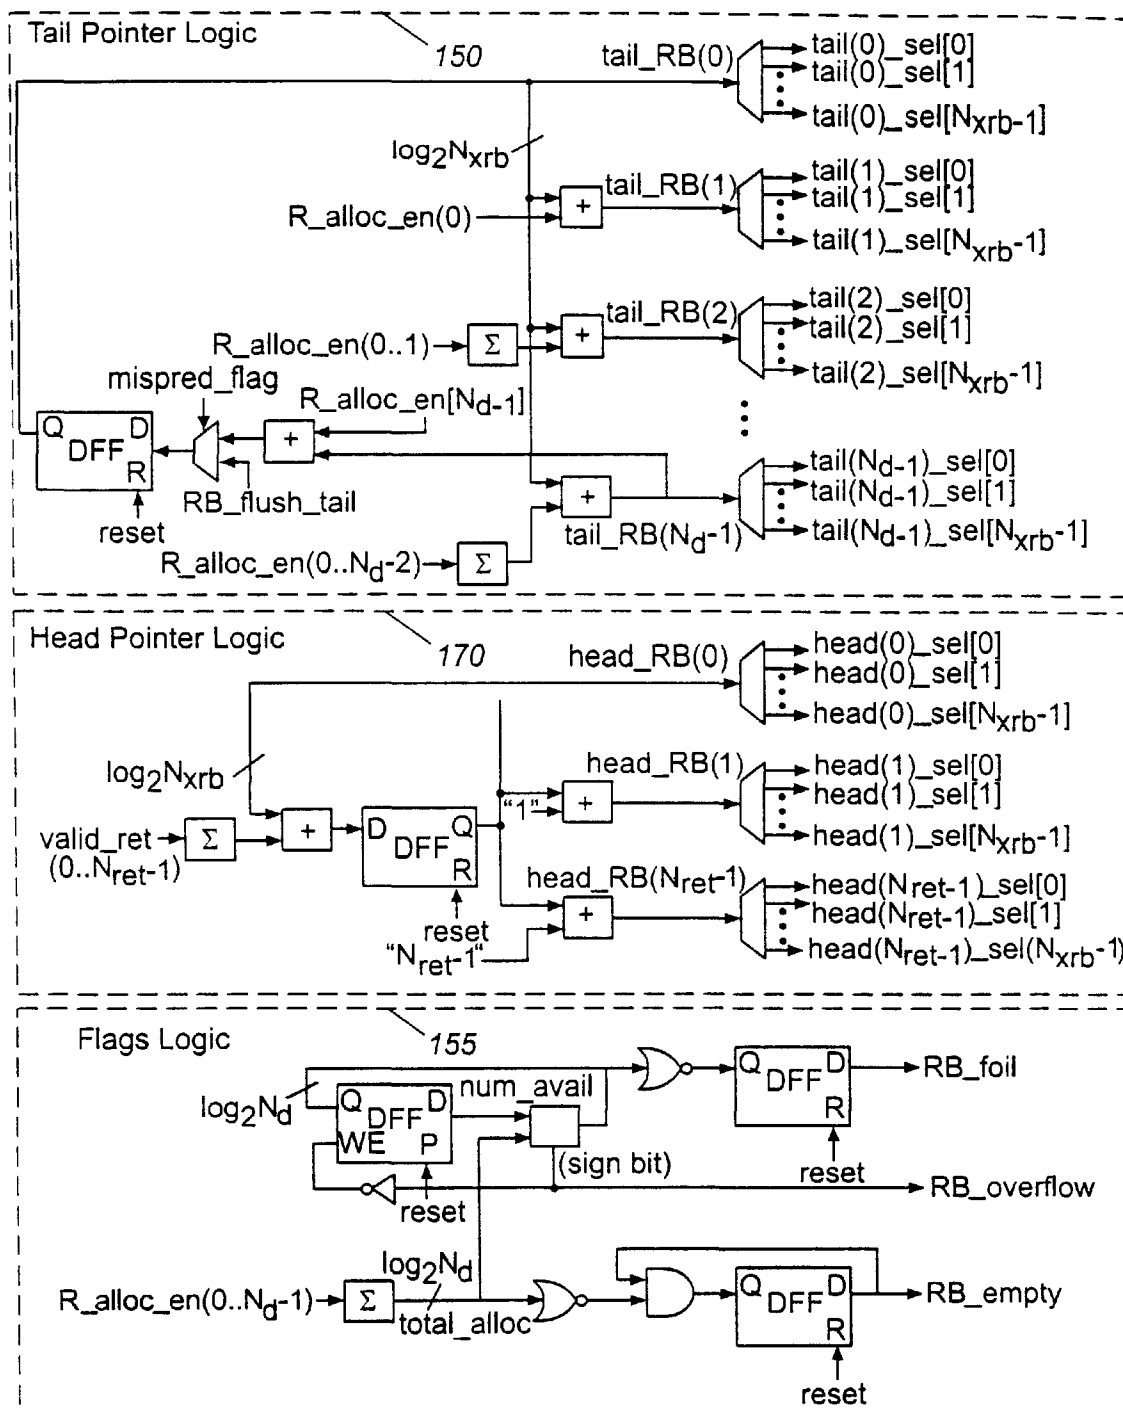 Tail Pointer Logic
150
tail_RB(0)
tail(0)_sel[0]
tail(0)_sel[1]
tail(0)_sel[Nxrb-1]
log2Nxrb
R_alloc_en(0)
+
tail_RB(1)
tail(1)_sel[0]
tail(1)_sel[1]
tail(1)_sel[Nxrb-1]
R_alloc_en(0..1)
Σ
+
tail_RB(2)
tail(2)_sel[0]
tail(2)_sel[1]
tail(2)_sel[Nxrb-1]
mispred_flag
R_alloc_en[Nd-1]
Q D
DFF
R
+
RB_flush_tail
reset
R_alloc_en(0..Nd-2)
Σ
+
tail_RB(Nd-1)
tail(Nd-1)_sel[0]
tail(Nd-1)_sel[1]
tail(Nd-1)_sel[Nxrb-1]
Head Pointer Logic
170
head_RB(0)
head(0)_sel[0]
head(0)_sel[1]
head(0)_sel[Nxrb-1]
log2Nxrb
valid_ret
(0..Nret-1)
Σ
+
D Q
DFF
R
reset
"1"
+
head_RB(1)
head(1)_sel[0]
head(1)_sel[1]
head(1)_sel[Nxrb-1]
"Nret-1"
+
head_RB(Nret-1)
head(Nret-1)_sel[0]
head(Nret-1)_sel[1]
head(Nret-1)_sel(Nxrb-1)
Flags Logic
155
log2Nd
Q D
DFF
WE P
reset
num_avail
(sign bit)
Q D
DFF
R
reset
RB_foil
RB_overflow
R_alloc_en(0..Nd-1)
Σ
log2Nd
total_alloc
Q D
DFF
R
reset
RB_empty